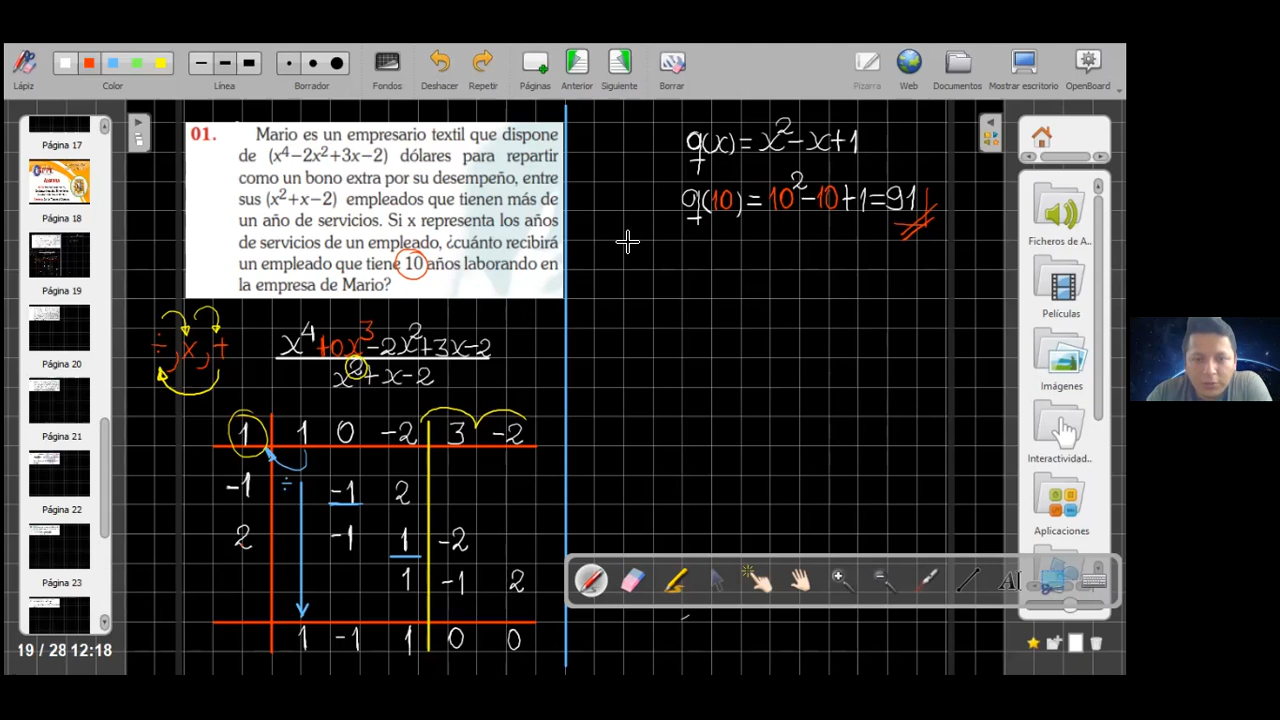 Lápiz
Color
Línea
Borrador
Fondos
Deshacer
Repetir
Páginas
Anterior
Siguiente
Borrar
Pizarra
Web
Documentos
Mostrar escritorio
OpenBoard
Página 17
Página 18
Página 19
Página 20
Página 21
Página 22
Página 23
19 / 28 12:18
01. Mario es un empresario textil que dispone
de (x⁴−2x²+3x−2) dólares para repartir
como un bono extra por su desempeño, entre
sus (x²+x−2) empleados que tienen más de
un año de servicios. Si x representa los años
de servicios de un empleado, ¿cuánto recibirá
un empleado que tiene 10 años laborando en
la empresa de Mario?
÷, x, +
x⁴+0x³−2x²+3x−2
x²+x−2
1 1 0 -2 3 -2
-1 ÷ -1 2
2 -1 1 -2
1 -1 2
1 -1 1 0 0
q(x)=x²−x+1
q(10)=10²−10+1=91
Ficheros de A...
Películas
Imágenes
Interactividad...
Aplicaciones